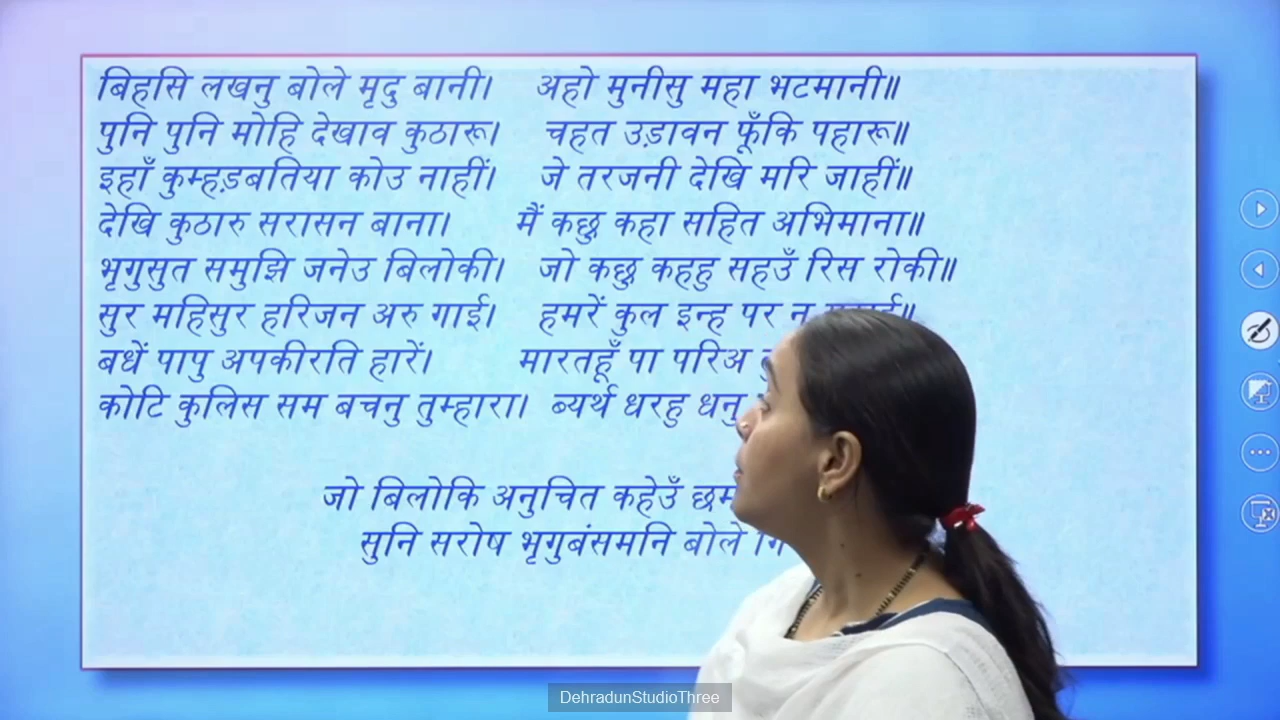 बिहसि लखनु बोले मृदु बानी। अहो मुनीसु महा भटमानी॥
पुनि पुनि मोहि देखाव कुठारू। चहत उड़ावन फूँकि पहारू॥
इहाँ कुम्हड़बतिया कोउ नाहीं। जे तरजनी देखि मरि जाहीं॥
देखि कुठारु सरासन बाना। मैं कछु कहा सहित अभिमाना॥
भृगुसुत समुझि जनेउ बिलोकी। जो कछु कहहु सहउँ रिस रोकी॥
सुर महिसुर हरिजन अरु गाई। हमरें कुल इन्ह पर न
बधें पापु अपकीरति हारें। मारतहूँ पा परिअ
कोटि कुलिस सम बचनु तुम्हारा। ब्यर्थ धरहु धनु
जो बिलोकि अनुचित कहेउँ
सुनि सरोष भृगुबंसमनि बोले
DehradunStudioThree